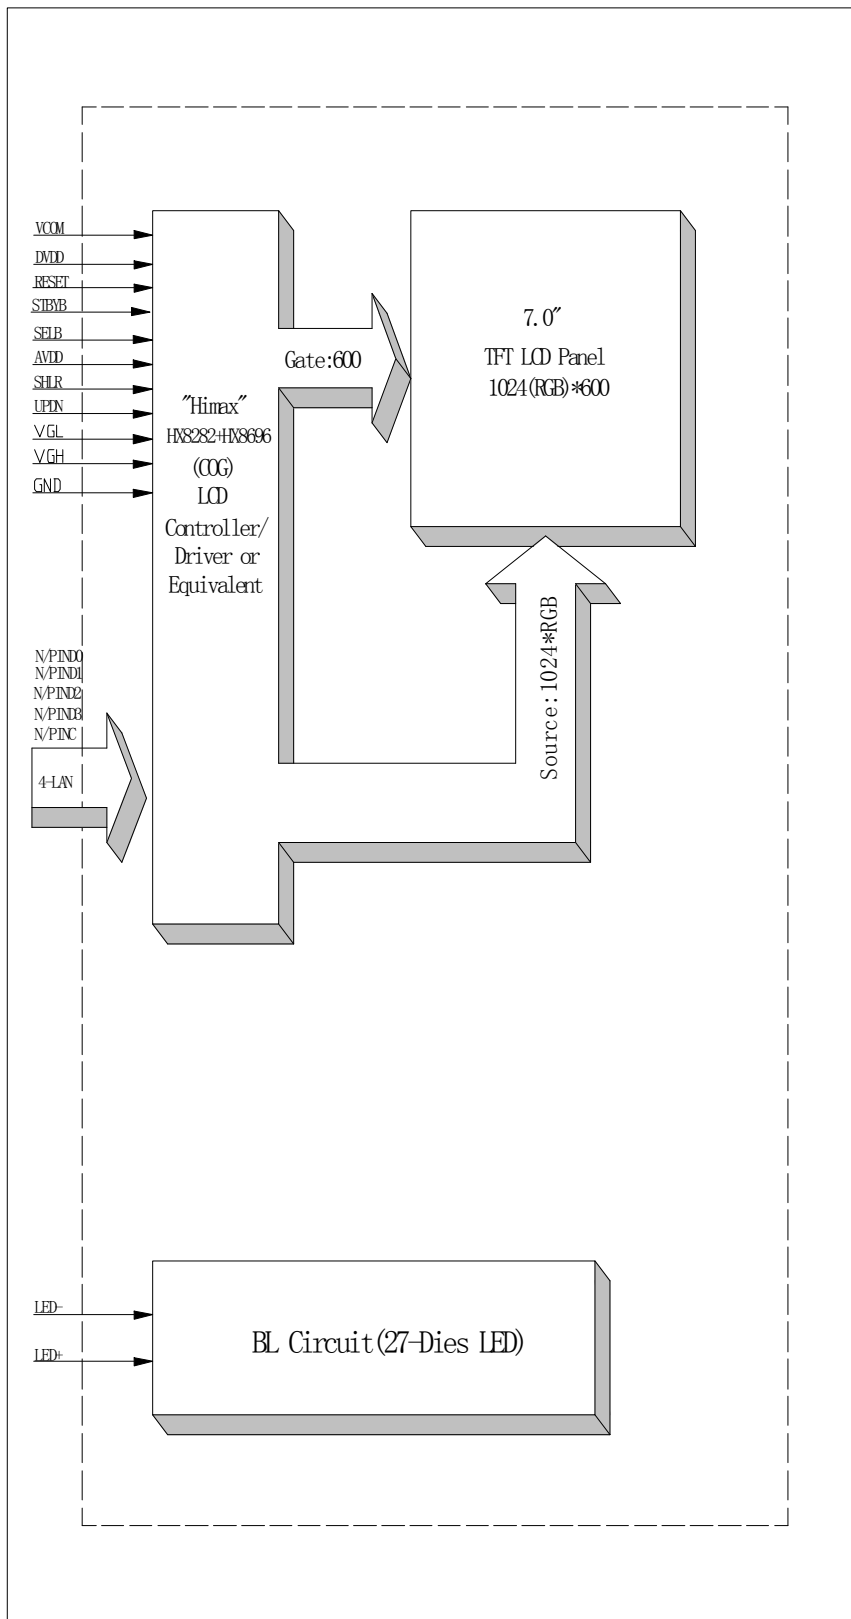 VCOM
DVDD
RESET
STBYB
SELB
AVDD
SHLR
UPDN
VGL
VGH
GND
"Himax"
HX8282+HX8696
(COG)
LCD
Controller/
Driver or
Equivalent
Gate:600
7.0"
TFT LCD Panel
1024(RGB)*600
Source:1024*RGB
N/PIND0
N/PIND1
N/PIND2
N/PIND3
N/PINC
4-LAN
LED-
LED+
BL Circuit(27-Dies LED)